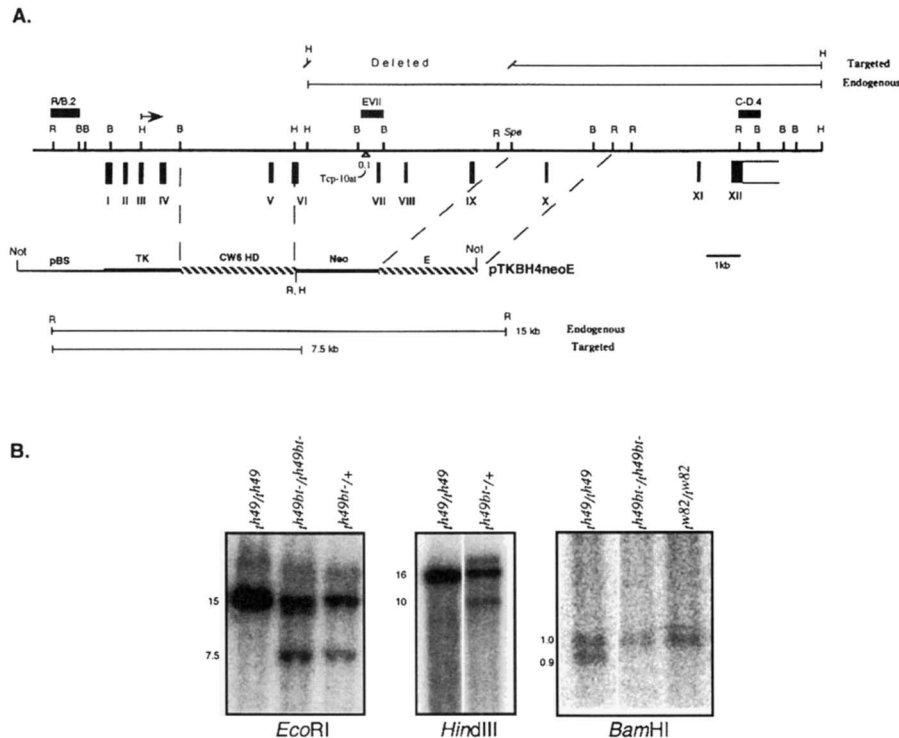 A.
H H
Deleted Targeted
Endogenous
R/B.2 EVII C-D.4
R BB B H B H H B B R Spe B R R R B B B H
0.1
Tcp-10at
I II III IV V VI VII VIII IX X XI XII
Not Not
pBS TK CW6 HD Neo E pTKBH4neoE
R, H 1kb
R R
15 kb Endogenous
7.5 kb Targeted
B.
th49/th49 th49bt-/th49bt- th49bt-/+ th49/th49 th49bt-/+ th49/th49 th49bt-/th49bt- tw82/tw82
15 16
10
7.5 1.0
0.9
EcoRI HindIII BamHI